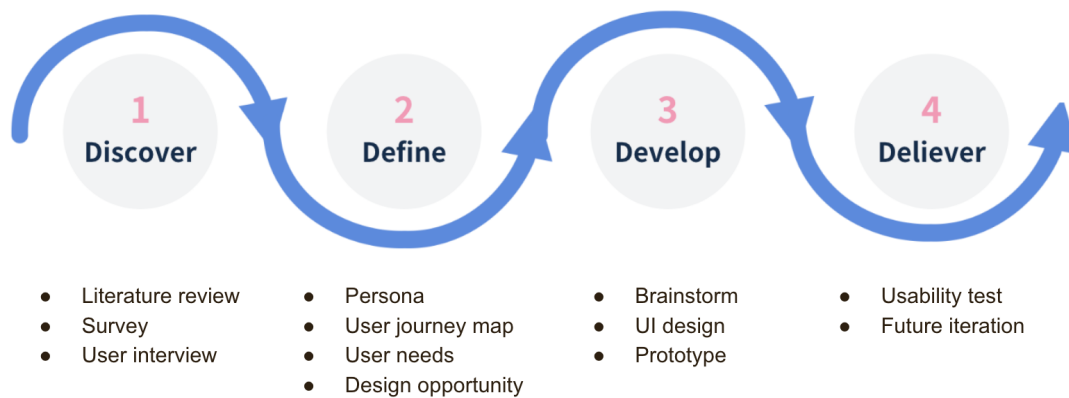 1
Discover
2
Define
3
Develop
4
Deliever
● Literature review
● Survey
● User interview
● Persona
● User journey map
● User needs
● Design opportunity
● Brainstorm
● UI design
● Prototype
● Usability test
● Future iteration